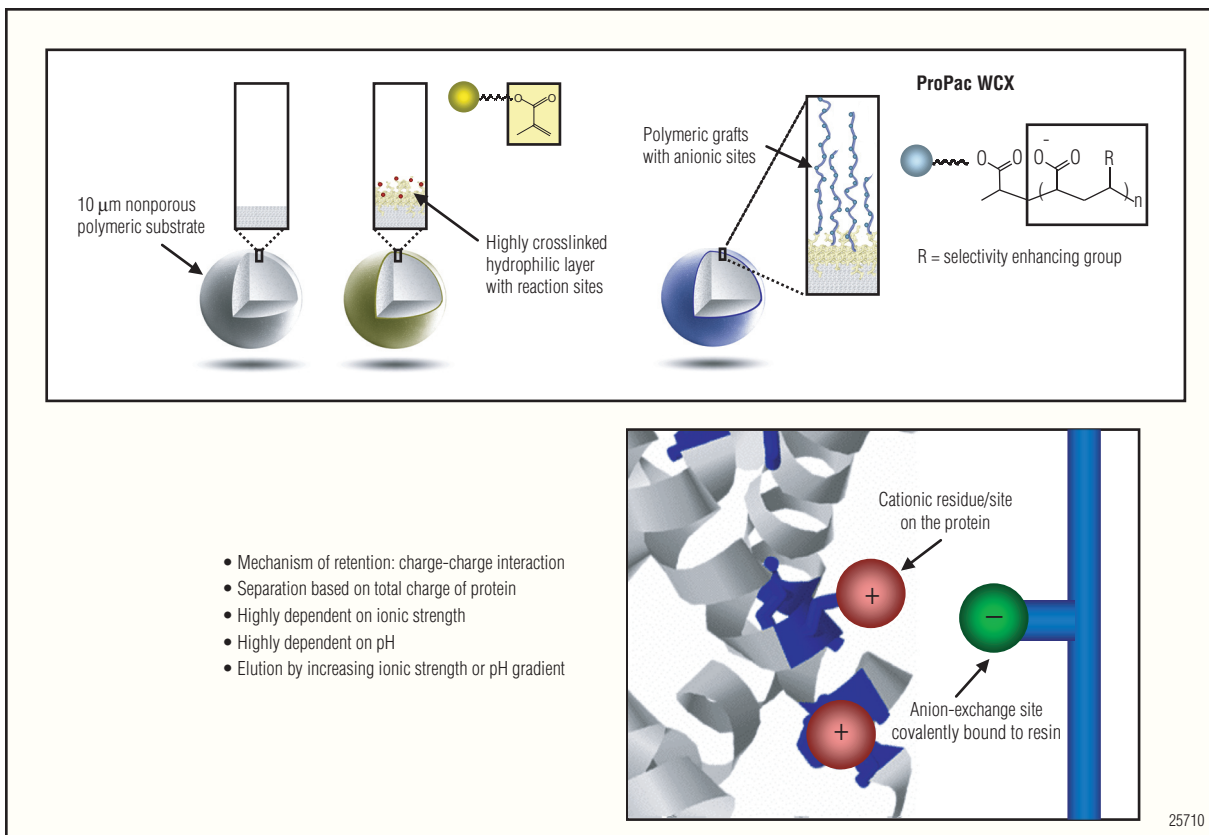 ProPac WCX
O
O
Polymeric grafts
with anionic sites
O
O
O
-
O
R
n
10 μm nonporous
polymeric substrate
Highly crosslinked
hydrophilic layer
with reaction sites
R = selectivity enhancing group
Cationic residue/site
on the protein
• Mechanism of retention: charge-charge interaction
• Separation based on total charge of protein
• Highly dependent on ionic strength
• Highly dependent on pH
• Elution by increasing ionic strength or pH gradient
+
−
+
Anion-exchange site
covalently bound to resin
25710